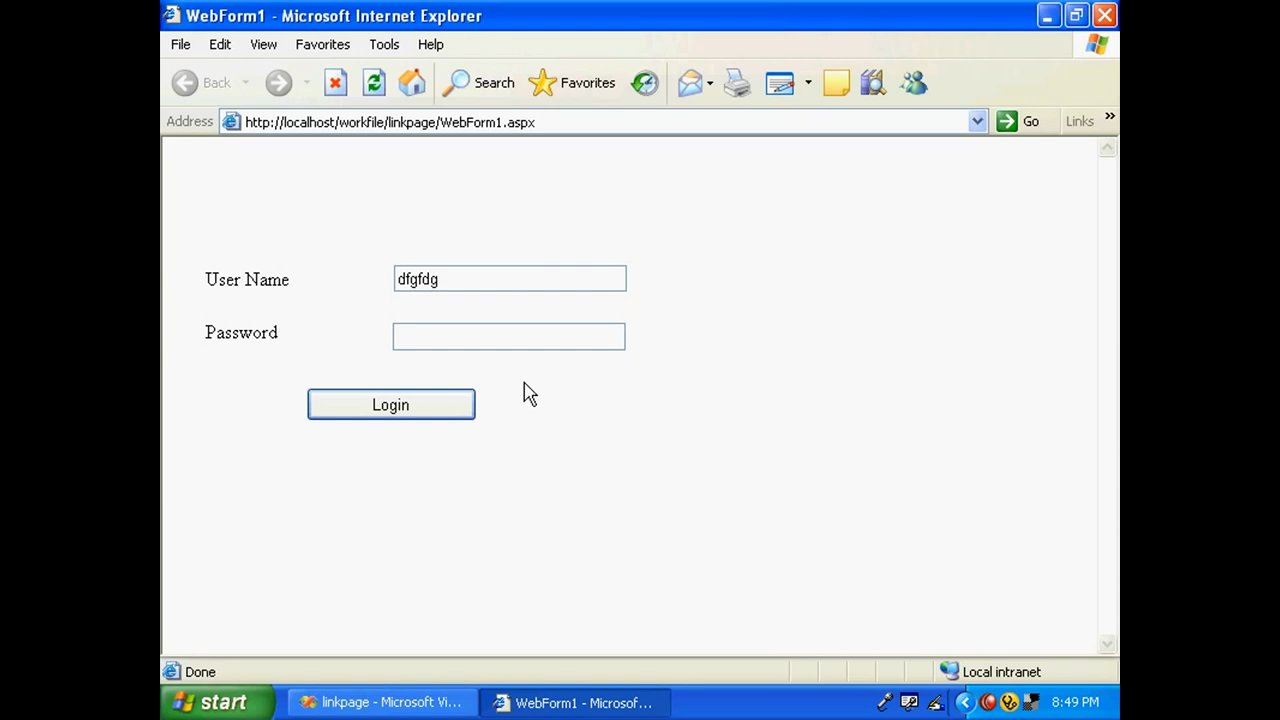 WebForm1 - Microsoft Internet Explorer
File Edit View Favorites Tools Help
Back Search Favorites
Address http://localhost/workfile/linkpage/WebForm1.aspx Go Links »
User Name dfgfdg
Password
Login
Done Local intranet
start linkpage - Microsoft Vi... WebForm1 - Microsof... 8:49 PM